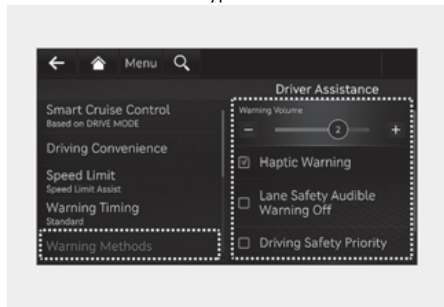 Menu
Driver Assistance
Smart Cruise Control
Based on DRIVE MODE
Driving Convenience
Speed Limit
Speed Limit Assist
Warning Timing
Standard
Warning Methods
Warning Volume
2
Haptic Warning
Lane Safety Audible
Warning Off
Driving Safety Priority